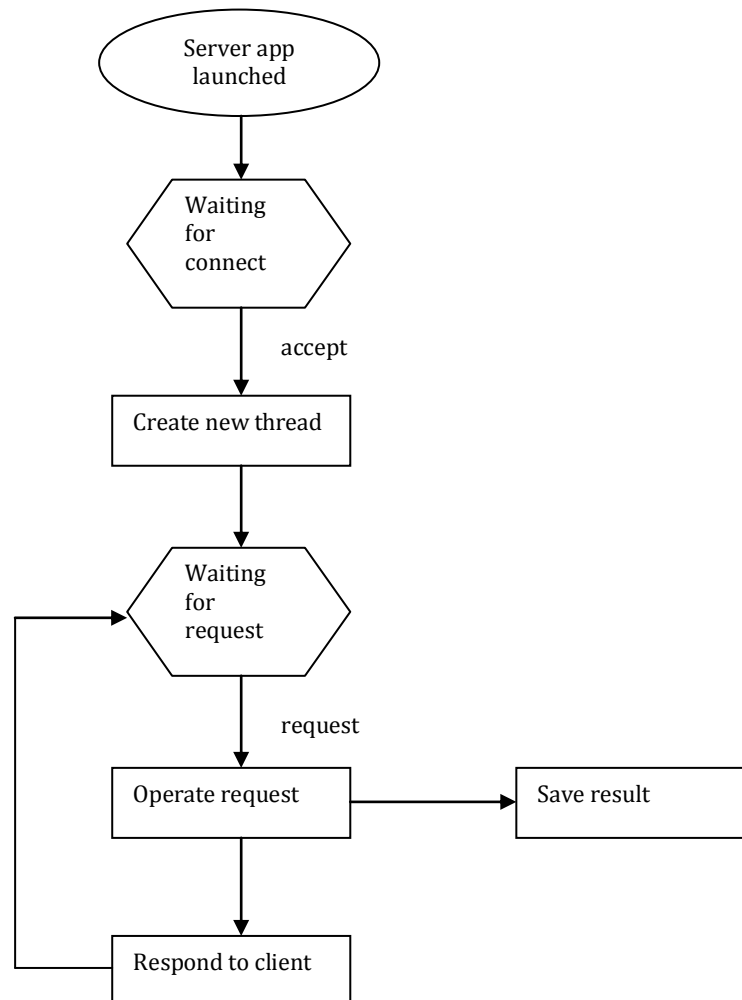 Server app
launched
Waiting
for
connect
accept
Create new thread
Waiting
for
request
request
Operate request
Save result
Respond to client